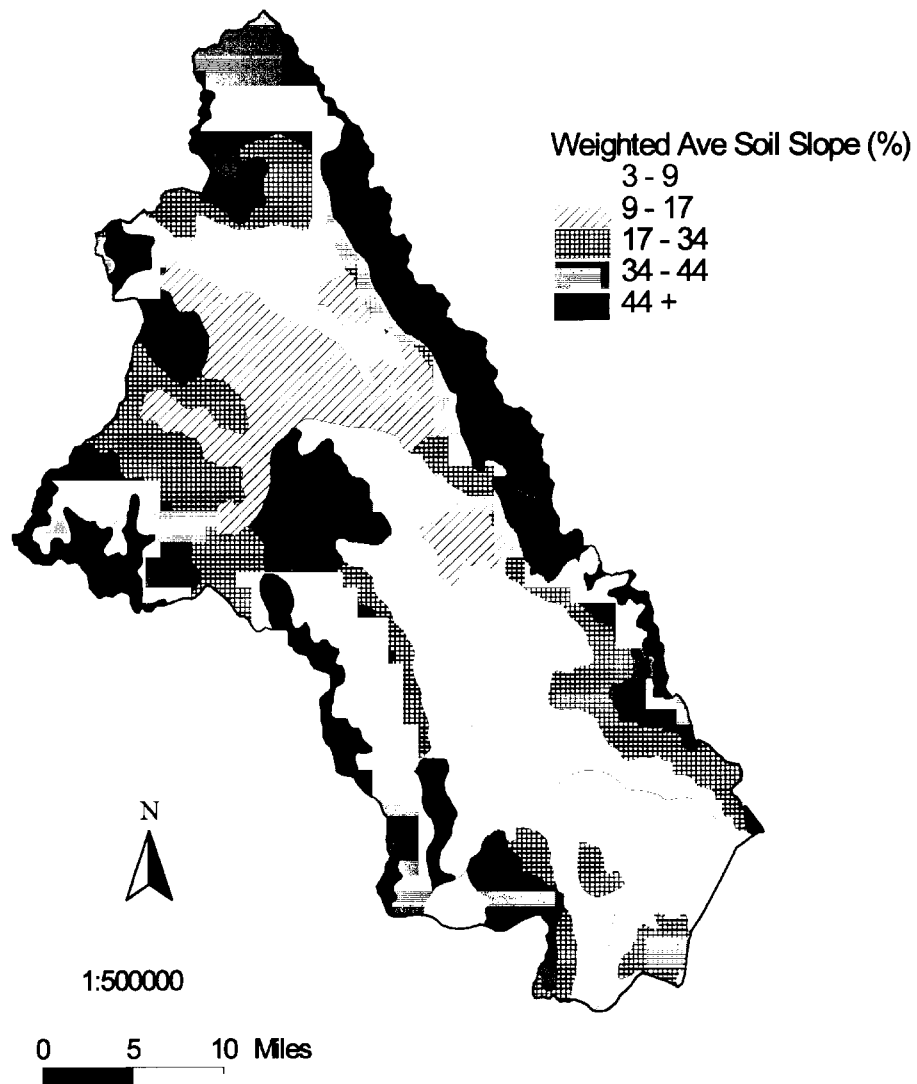 Weighted Ave Soil Slope (%)
3 - 9
9 - 17
17 - 34
34 - 44
44 +
N
1:500000
0 5 10 Miles